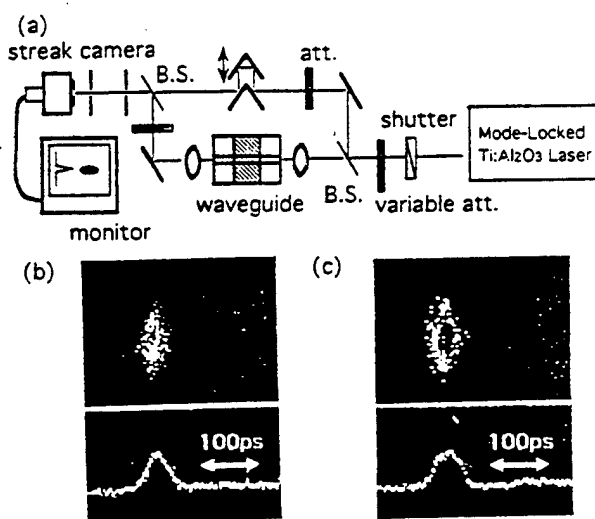 (a)
streak camera
B.S.
att.
shutter
Mode-Locked
Ti:Al2O3 Laser
waveguide
B.S.
variable att.
monitor
(b)
(c)
100ps
100ps